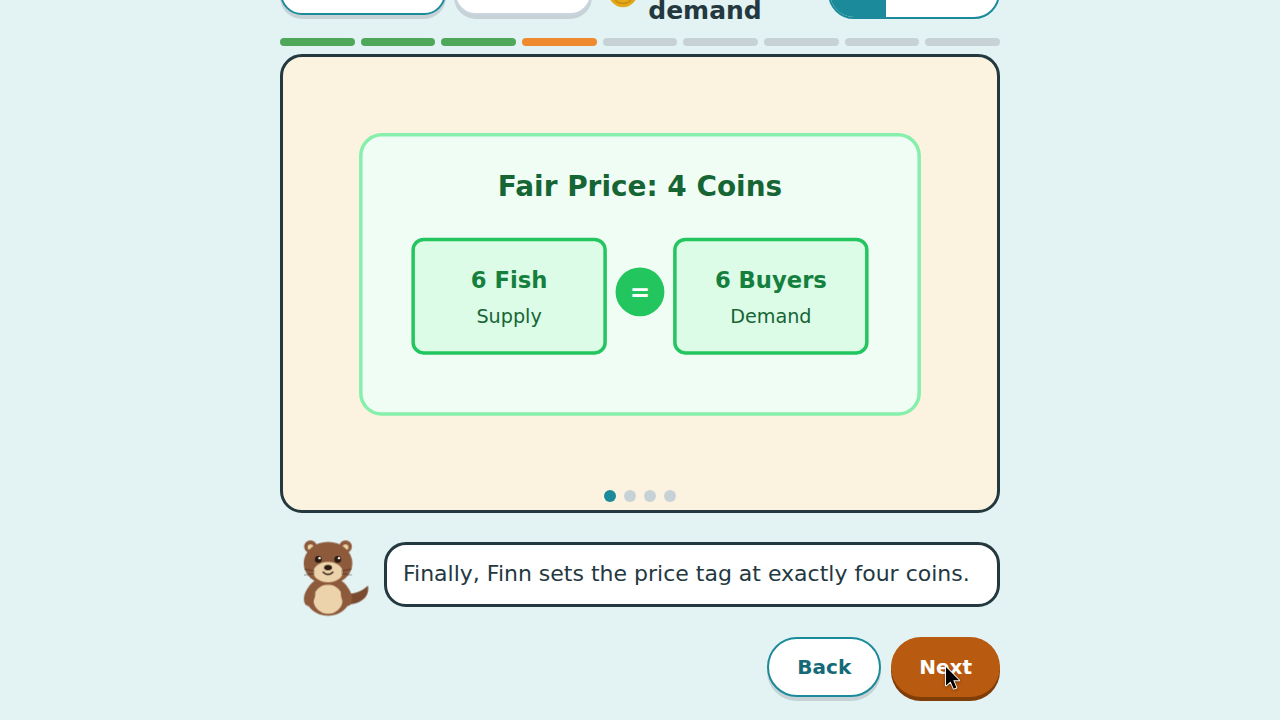 demand
Fair Price: 4 Coins
6 Fish
Supply
=
6 Buyers
Demand
Finally, Finn sets the price tag at exactly four coins.
Back
Next